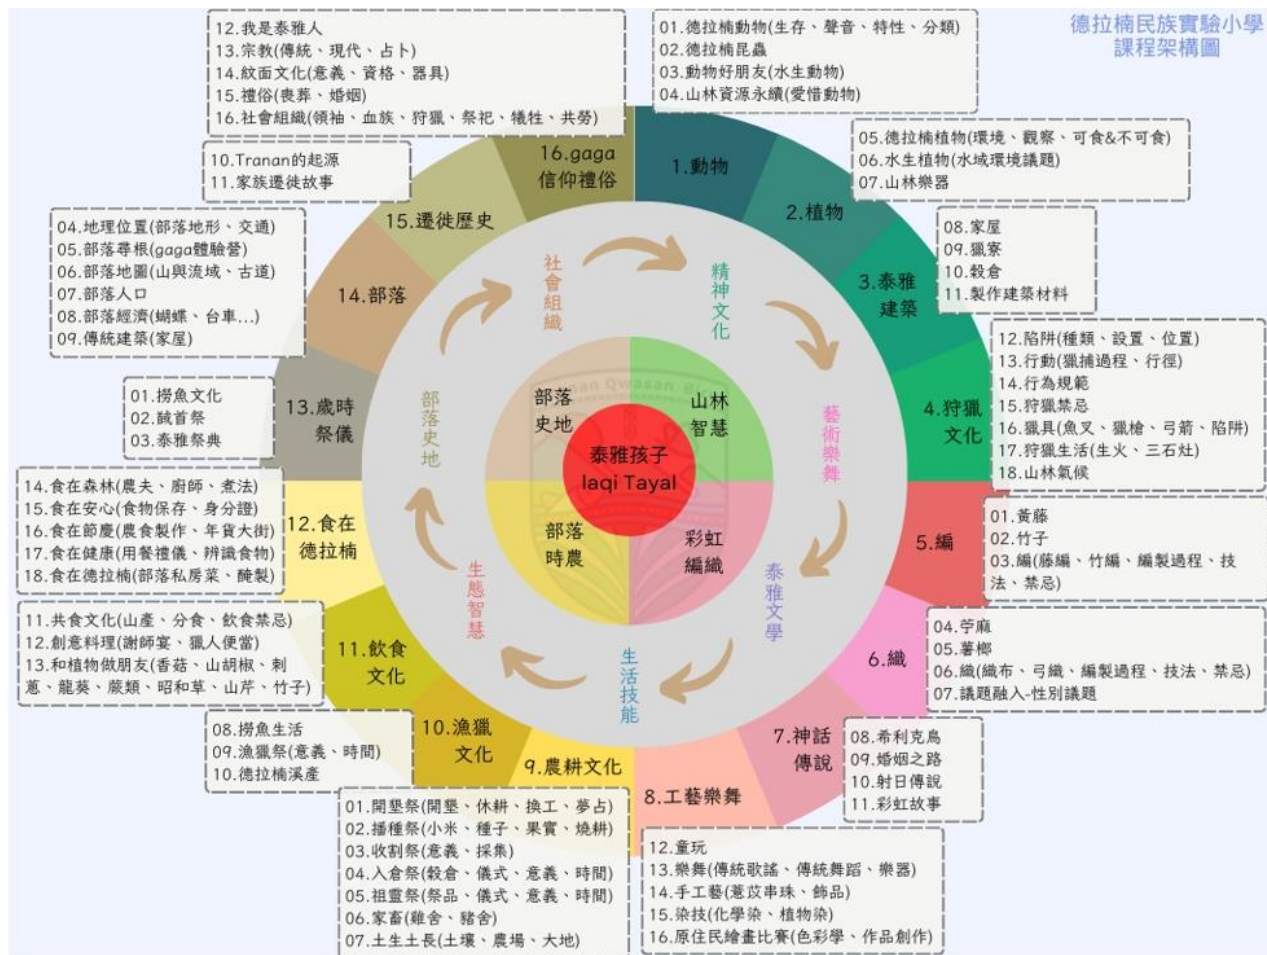 德拉楠民族實驗小學
課程架構圖
12.我是泰雅人
13.宗教(傳統、現代、占卜)
14.紋面文化(意義、資格、器具)
15.禮俗(喪葬、婚姻)
16.社會組織(領袖、血族、狩獵、祭祀、犧牲、共勞)
01.德拉楠動物(生存、聲音、特性、分類)
02.德拉楠昆蟲
03.動物好朋友(水生動物)
04.山林資源永續(愛惜動物)
05.德拉楠植物(環境、觀察、可食&不可食)
06.水生植物(水域環境議題)
07.山林樂器
10.Tranan的起源
11.家族遷徙故事
04.地理位置(部落地形、交通)
05.部落尋根(gaga體驗營)
06.部落地圖(山與流域、古道)
07.部落人口
08.部落經濟(蝴蝶、台車...)
09.傳統建築(家屋)
08.家屋
09.獵寮
10.穀倉
11.製作建築材料
12.陷阱(種類、設置、位置)
13.行動(獵捕過程、行徑)
14.行為規範
15.狩獵禁忌
16.獵具(魚叉、獵槍、弓箭、陷阱)
17.狩獵生活(生火、三石灶)
18.山林氣候
01.撈魚文化
02.馘首祭
03.泰雅祭典
14.食在森林(農夫、廚師、煮法)
15.食在安心(食物保存、身分證)
16.食在節慶(農食製作、年貨大街)
17.食在健康(用餐禮儀、辨識食物)
18.食在德拉楠(部落私房菜、醃製)
01.黃藤
02.竹子
03.編(藤編、竹編、編製過程、技
法、禁忌)
11.共食文化(山產、分食、飲食禁忌)
12.創意料理(謝師宴、獵人便當)
13.和植物做朋友(香菇、山胡椒、刺
蔥、龍葵、蕨類、昭和草、山芹、竹子)
04.苧麻
05.薯榔
06.織(織布、弓織、編製過程、技法、禁忌)
07.議題融入-性別議題
08.撈魚生活
09.漁獵祭(意義、時間)
10.德拉楠溪產
08.希利克鳥
09.婚姻之路
10.射日傳說
11.彩虹故事
01.開墾祭(開墾、休耕、換工、夢占)
02.播種祭(小米、種子、果實、燒耕)
03.收割祭(意義、採集)
04.入倉祭(穀倉、儀式、意義、時間)
05.祖靈祭(祭品、儀式、意義、時間)
06.家畜(雞舍、豬舍)
07.土生土長(土壤、農場、大地)
12.童玩
13.樂舞(傳統歌謠、傳統舞蹈、樂器)
14.手工藝(薏苡串珠、飾品)
15.染技(化學染、植物染)
16.原住民繪畫比賽(色彩學、作品創作)
1.動物
2.植物
3.泰雅
建築
4.狩獵
文化
5.編
6.織
7.神話
傳說
8.工藝樂舞
9.農耕文化
10.漁獵
文化
11.飲食
文化
12.食在
德拉楠
13.歲時
祭儀
14.部落
15.遷徙歷史
16.gaga
信仰禮俗
精神文化
藝術樂舞
泰雅文學
生活技能
生態智慧
部落史地
社會組織
部落
史地
山林
智慧
彩虹
編織
部落
時農
泰雅孩子
laqi Tayal